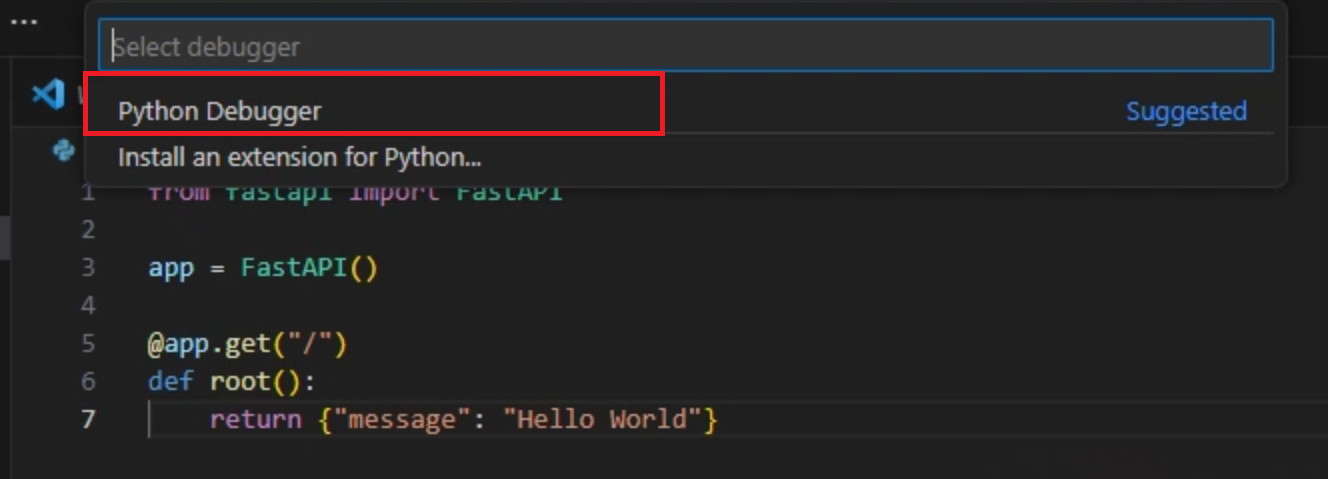 ...
Select debugger
Python Debugger Suggested
Install an extension for Python...
1 from fastapi import FastAPI
2
3 app = FastAPI()
4
5 @app.get("/")
6 def root():
7 return {"message": "Hello World"}